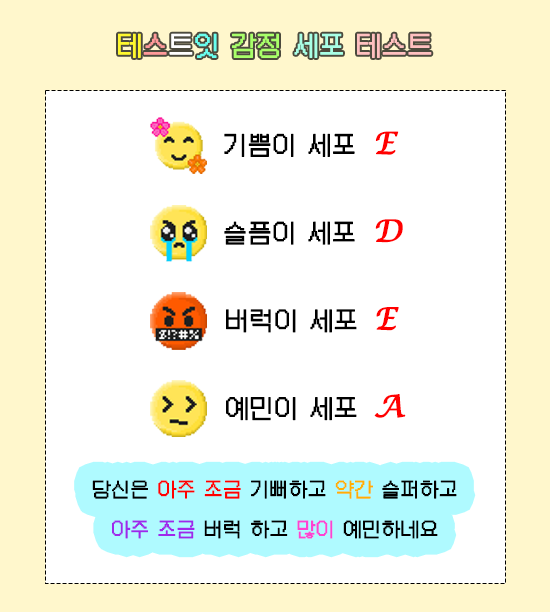 테스트잇 감정 세포 테스트
기쁨이 세포 E
슬픔이 세포 D
$!?#%
버럭이 세포 E
예민이 세포 A
당신은 아주 조금 기뻐하고 약간 슬퍼하고
아주 조금 버럭 하고 많이 예민하네요